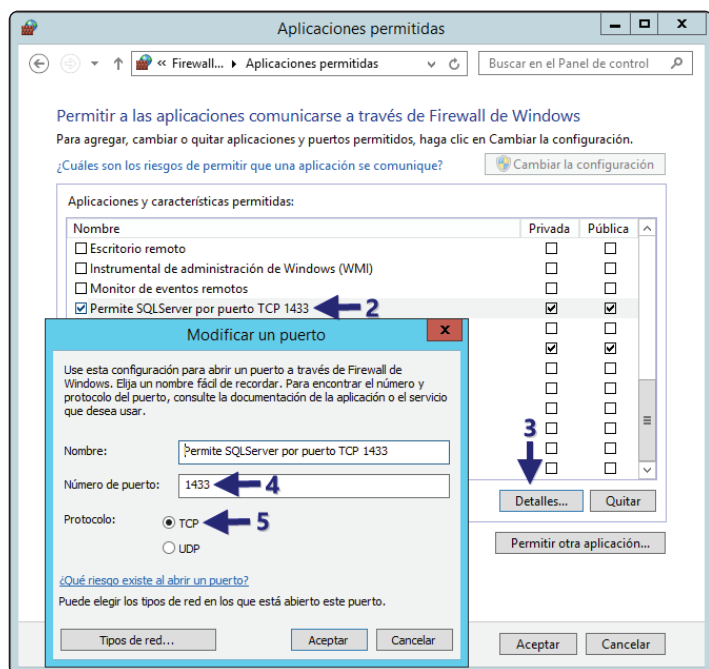 Aplicaciones permitidas
« Firewall... Aplicaciones permitidas
Buscar en el Panel de control
Permitir a las aplicaciones comunicarse a través de Firewall de Windows
Para agregar, cambiar o quitar aplicaciones y puertos permitidos, haga clic en Cambiar la configuración.
¿Cuáles son los riesgos de permitir que una aplicación se comunique?
Cambiar la configuración
Aplicaciones y características permitidas:
Nombre Privada Pública
Escritorio remoto
Instrumental de administración de Windows (WMI)
Monitor de eventos remotos
Permite SQLServer por puerto TCP 1433 2
Modificar un puerto
x
Use esta configuración para abrir un puerto a través de Firewall de
Windows. Elija un nombre fácil de recordar. Para encontrar el número y
protocolo del puerto, consulte la documentación de la aplicación o el servicio
que desea usar.
Nombre: Permite SQLServer por puerto TCP 1433
Número de puerto: 1433 4
Protocolo: TCP 5
UDP
¿Qué riesgo existe al abrir un puerto?
Puede elegir los tipos de red en los que está abierto este puerto.
Tipos de red... Aceptar Cancelar
3
Detalles... Quitar
Permitir otra aplicación...
Aceptar Cancelar